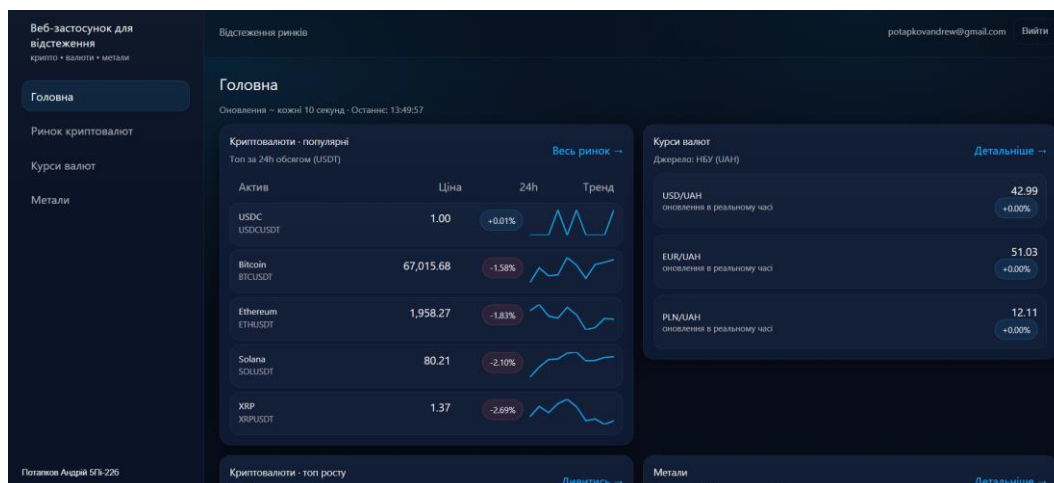 Веб-застосунок для
відстеження
крипто • валюти • метали
Головна
Ринок криптовалют
Курси валют
Метали
Потапков Андрій 5Пі-22б
Відстеження ринків
potapkovandrew@gmail.com Вийти
Головна
Оновлення ~ кожні 10 секунд · Останнє: 13:49:57
Криптовалюти - популярні
Топ за 24h обсягом (USDT)
Весь ринок →
Актив Ціна 24h Тренд
USDC 1.00 +0.01%
USDCUSDT
Bitcoin 67,015.68 -1.58%
BTCUSDT
Ethereum 1,958.27 -1.83%
ETHUSDT
Solana 80.21 -2.10%
SOLUSDT
XRP 1.37 -2.69%
XRPUSDT
Криптовалюти - топ росту
Дивитись →
Курси валют
Джерело: НБУ (UAH)
Детальніше →
USD/UAH 42.99
оновлення в реальному часі +0.00%
EUR/UAH 51.03
оновлення в реальному часі +0.00%
PLN/UAH 12.11
оновлення в реальному часі +0.00%
Метали
Детальніше →